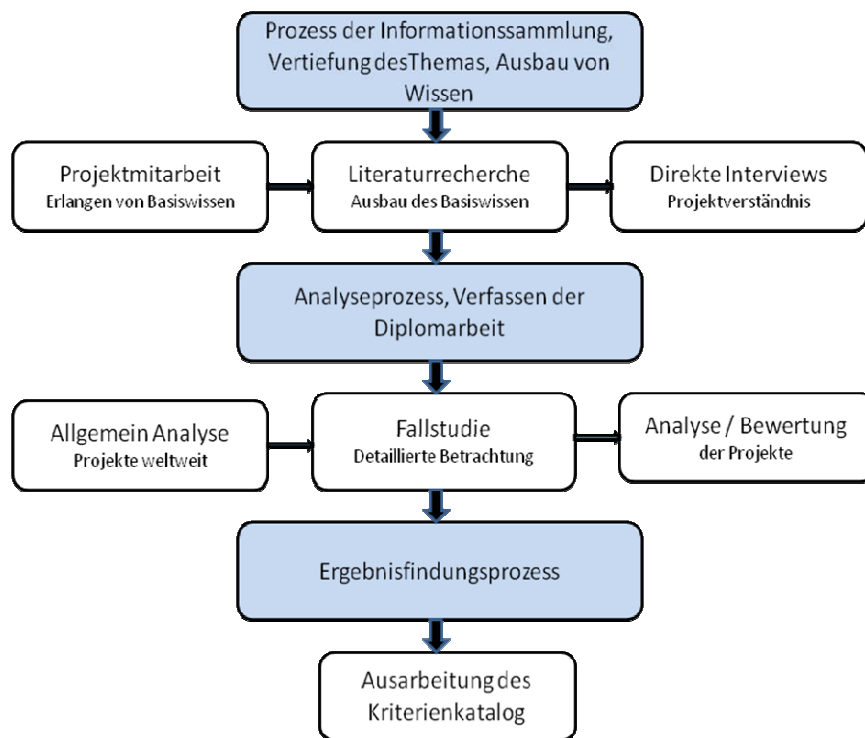 Prozess der Informationssammlung,
Vertiefung desThemas, Ausbau von
Wissen
Projektmitarbeit
Erlangen von Basiswissen
Literaturrecherche
Ausbau des Basiswissen
Direkte Interviews
Projektverständnis
Analyseprozess, Verfassen der
Diplomarbeit
Allgemein Analyse
Projekte weltweit
Fallstudie
Detaillierte Betrachtung
Analyse / Bewertung
der Projekte
Ergebnisfindungsprozess
Ausarbeitung des
Kriterienkatalog